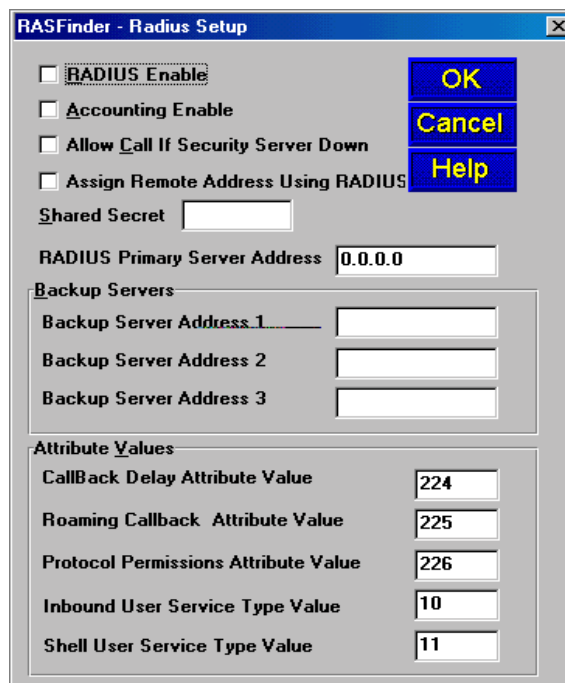 RASFinder - Radius Setup
RADIUS Enable
Accounting Enable
Allow Call If Security Server Down
Assign Remote Address Using RADIUS
OK
Cancel
Help
Shared Secret
RADIUS Primary Server Address 0.0.0.0
Backup Servers
Backup Server Address 1
Backup Server Address 2
Backup Server Address 3
Attribute Values
CallBack Delay Attribute Value 224
Roaming Callback Attribute Value 225
Protocol Permissions Attribute Value 226
Inbound User Service Type Value 10
Shell User Service Type Value 11